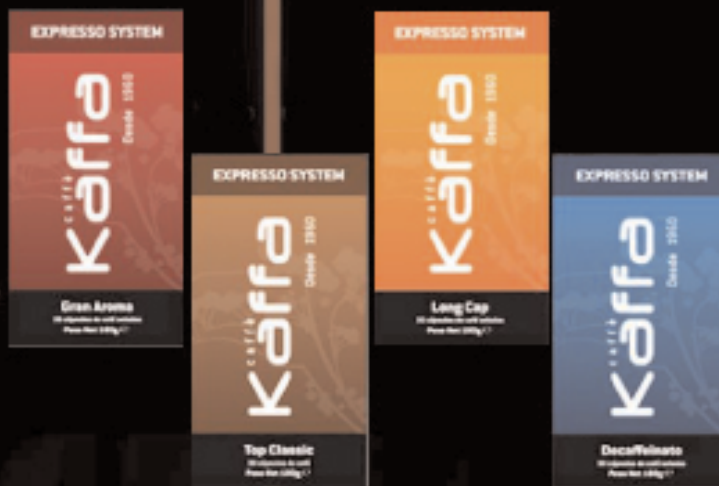 EXPRESSO SYSTEM
caffè
Kaffa
Desde 1960
Gran Aroma
EXPRESSO SYSTEM
caffè
Kaffa
Desde 1960
Top Classic
EXPRESSO SYSTEM
caffè
Kaffa
Desde 1960
Long Cap
EXPRESSO SYSTEM
caffè
Kaffa
Desde 1960
Decaffeinato